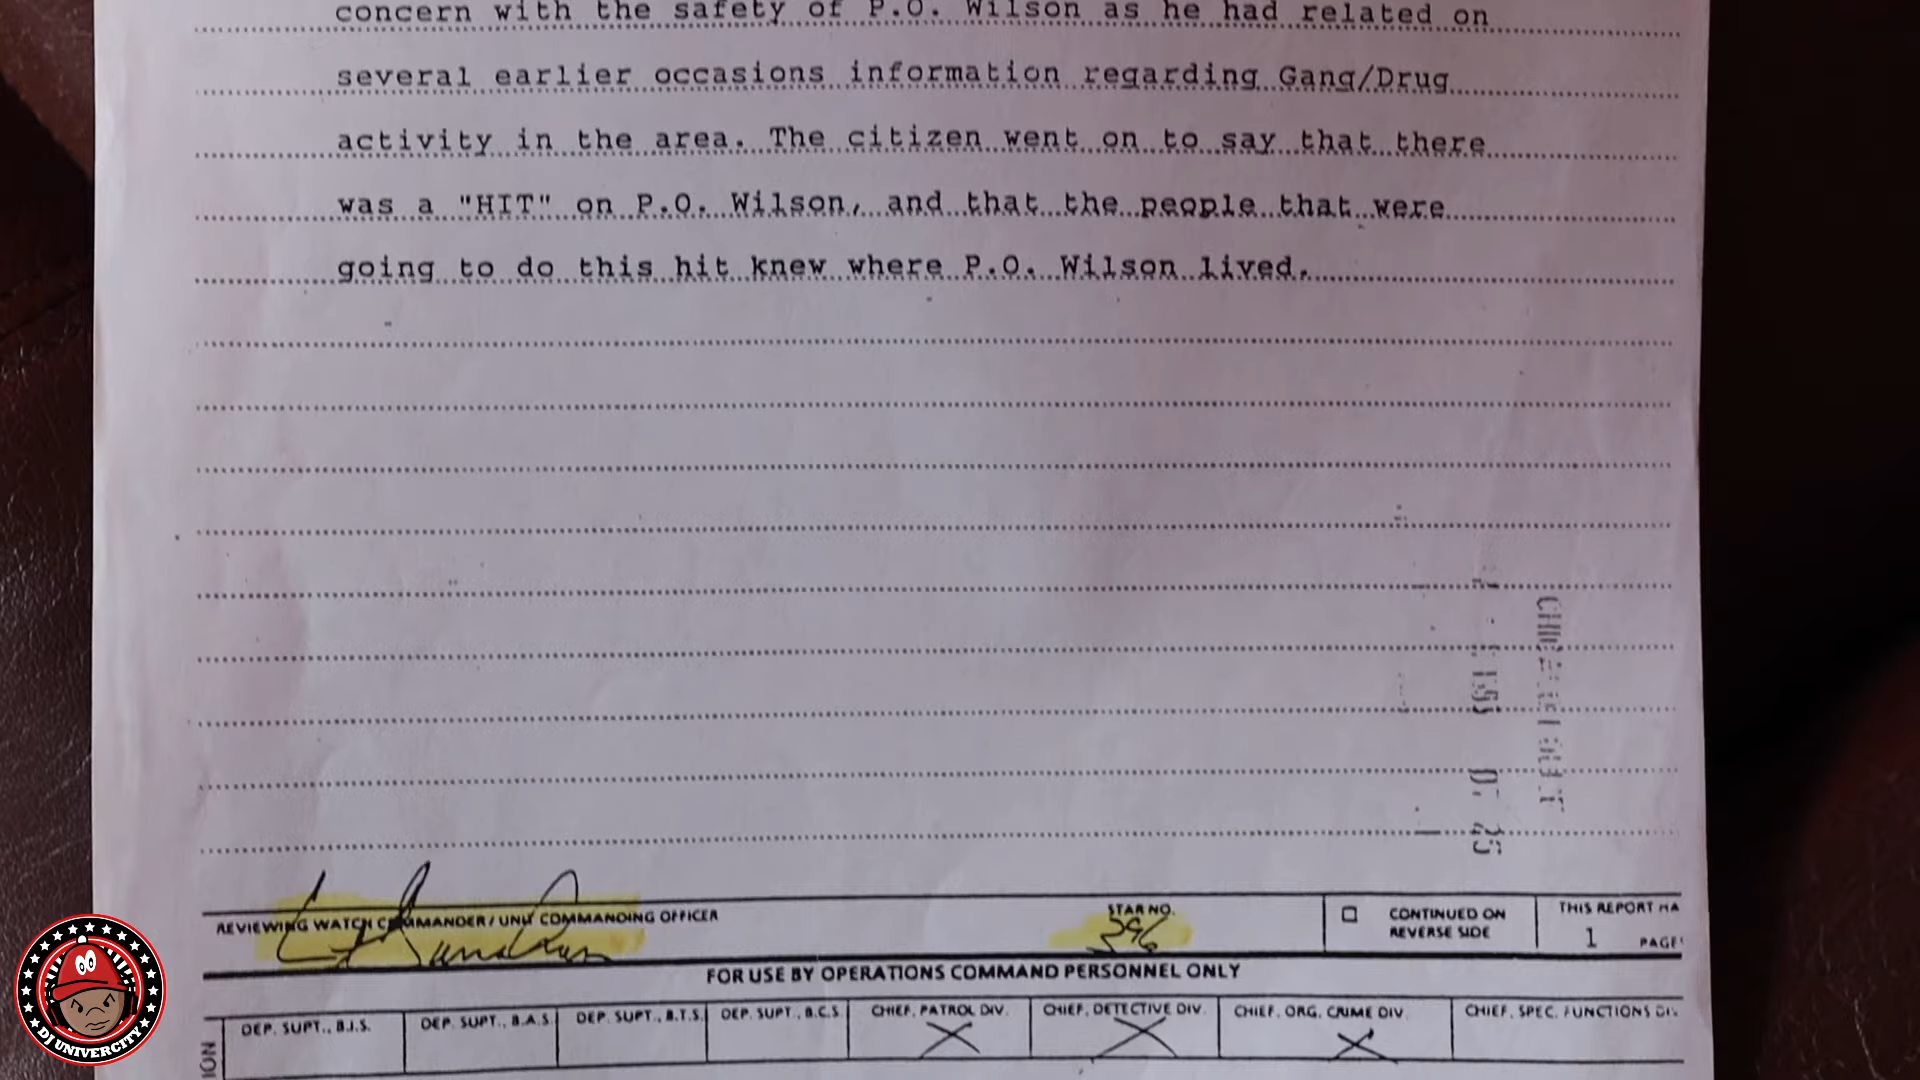 concern with the safety of P.O. Wilson as he had related on
several earlier occasions information regarding Gang/Drug
activity in the area. The citizen went on to say that there
was a "HIT" on P.O. Wilson, and that the people that were
going to do this hit knew where P.O. Wilson lived.
REVIEWING WATCH COMMANDER / UNIT COMMANDING OFFICER
STAR NO.
296
CONTINUED ON
REVERSE SIDE
THIS REPORT HA
1 PAGE
FOR USE BY OPERATIONS COMMAND PERSONNEL ONLY
DEP. SUPT., B.I.S.
DEP. SUPT., B.A.S.
DEP. SUPT., B.T.S.
DEP. SUPT., B.C.S.
CHIEF, PATROL DIV.
CHIEF, DETECTIVE DIV.
CHIEF, ORG. CRIME DIV.
CHIEF, SPEC. FUNCTIONS DIV
ION
DJ UNIVERCITY